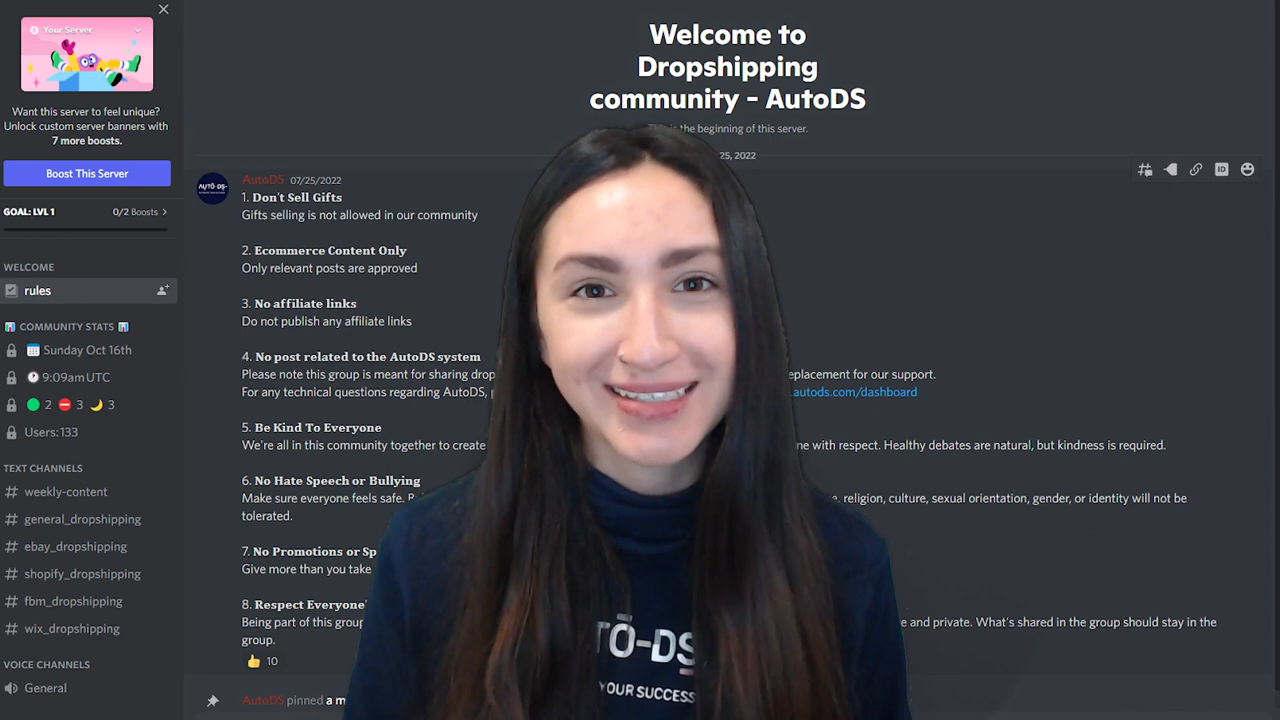 Your Server
Want this server to feel unique?
Unlock custom server banners with
7 more boosts.
Boost This Server
GOAL: LVL 1
0/2 Boosts >
WELCOME
rules
COMMUNITY STATS
Sunday Oct 16th
9:09am UTC
2 3 3
Users: 133
TEXT CHANNELS
# weekly-content
# general_dropshipping
# ebay_dropshipping
# shopify_dropshipping
# fbm_dropshipping
# wix_dropshipping
VOICE CHANNELS
General
Welcome to
Dropshipping
community - AutoDS
is the beginning of this server.
25, 2022
AUTO-DS
AutoDS 07/25/2022
ID
1. Don't Sell Gifts
Gifts selling is not allowed in our community
2. Ecommerce Content Only
Only relevant posts are approved
3. No affiliate links
Do not publish any affiliate links
4. No post related to the AutoDS system
Please note this group is meant for sharing drop eplacement for our support.
For any technical questions regarding AutoDS, autods.com/dashboard
5. Be Kind To Everyone
We're all in this community together to create ne with respect. Healthy debates are natural, but kindness is required.
6. No Hate Speech or Bullying
Make sure everyone feels safe. e, religion, culture, sexual orientation, gender, or identity will not be
tolerated.
7. No Promotions or Sp
Give more than you take
8. Respect Everyone'
Being part of this group e and private. What's shared in the group should stay in the
group.
10
AutoDS pinned a m
TŌ-DS
YOUR SUCCESS